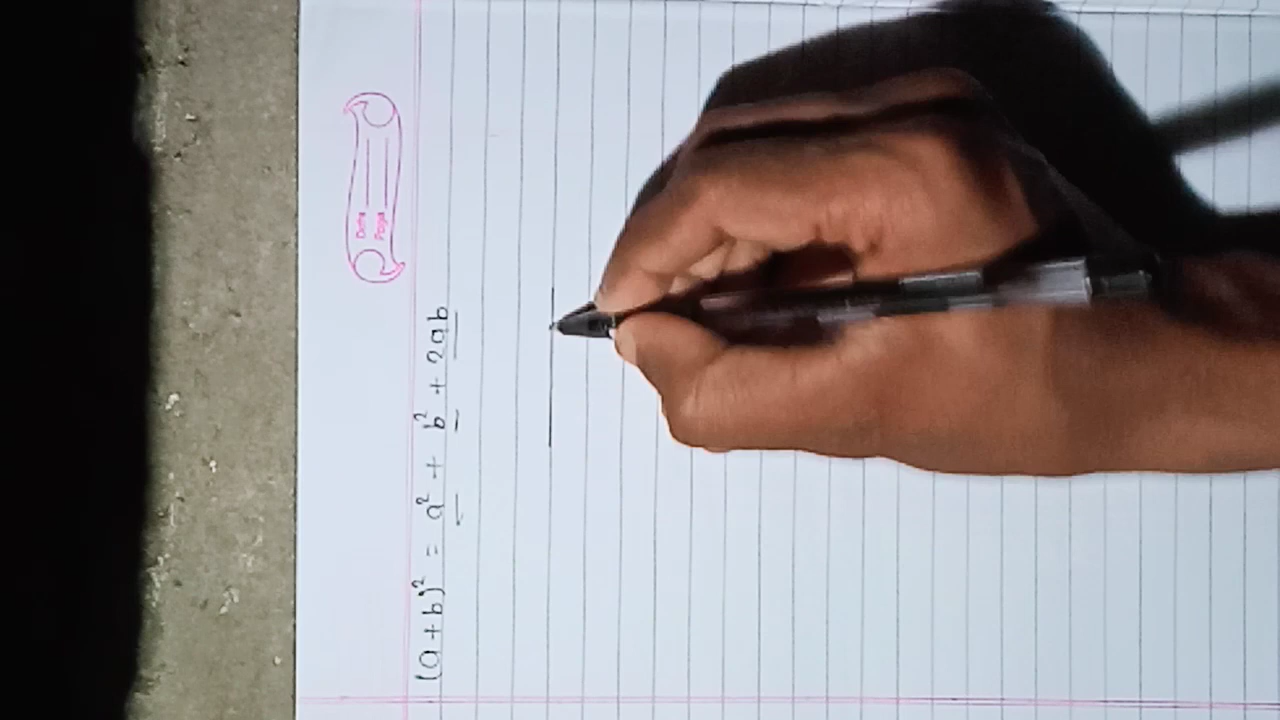 Date
Page
(a+b)² = a² + b² + 2ab